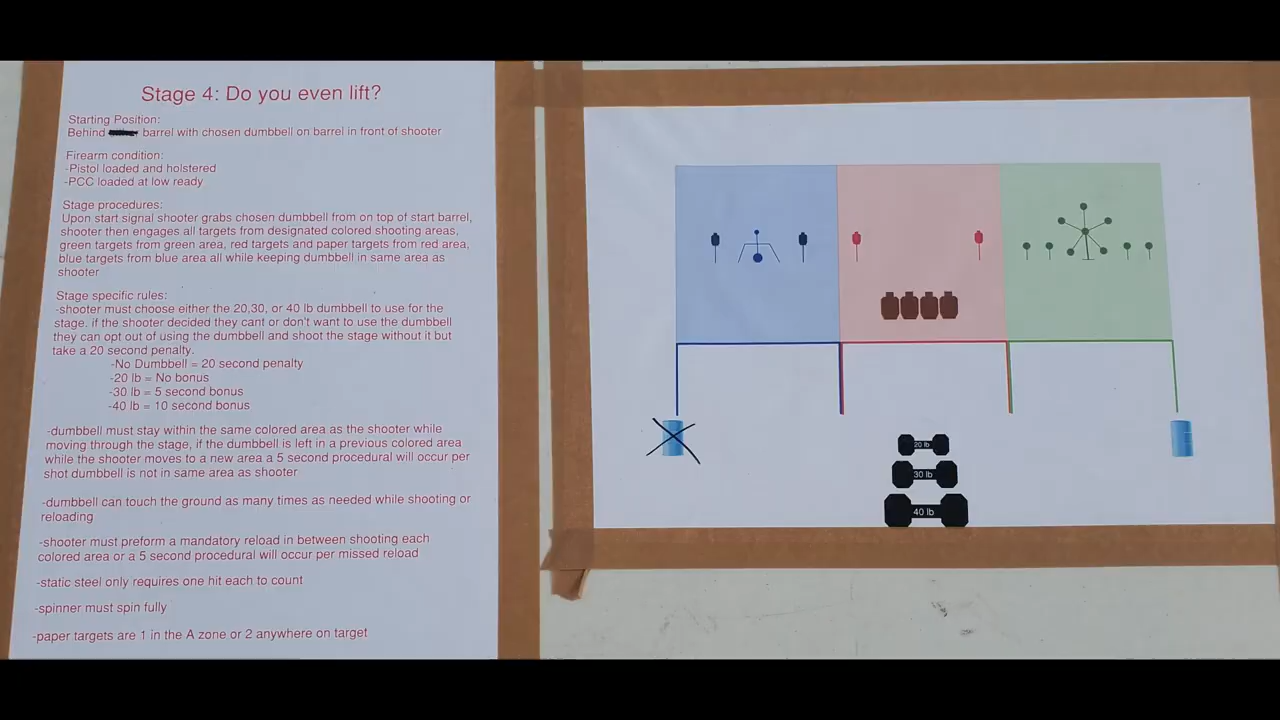 Stage 4: Do you even lift?
Starting Position:
Behind barrel with chosen dumbbell on barrel in front of shooter
Firearm condition:
-Pistol loaded and holstered
-PCC loaded at low ready
Stage procedures:
Upon start signal shooter grabs chosen dumbbell from on top of start barrel,
shooter then engages all targets from designated colored shooting areas,
green targets from green area, red targets and paper targets from red area,
blue targets from blue area all while keeping dumbbell in same area as
shooter
Stage specific rules:
-shooter must choose either the 20,30, or 40 lb dumbbell to use for the
stage. if the shooter decided they cant or don't want to use the dumbbell
they can opt out of using the dumbbell and shoot the stage without it but
take a 20 second penalty.
-No Dumbbell = 20 second penalty
-20 lb = No bonus
-30 lb = 5 second bonus
-40 lb = 10 second bonus
-dumbbell must stay within the same colored area as the shooter while
moving through the stage, if the dumbbell is left in a previous colored area
while the shooter moves to a new area a 5 second procedural will occur per
shot dumbbell is not in same area as shooter
-dumbbell can touch the ground as many times as needed while shooting or
reloading
-shooter must preform a mandatory reload in between shooting each
colored area or a 5 second procedural will occur per missed reload
-static steel only requires one hit each to count
-spinner must spin fully
-paper targets are 1 in the A zone or 2 anywhere on target
20 lb
30 lb
40 lb